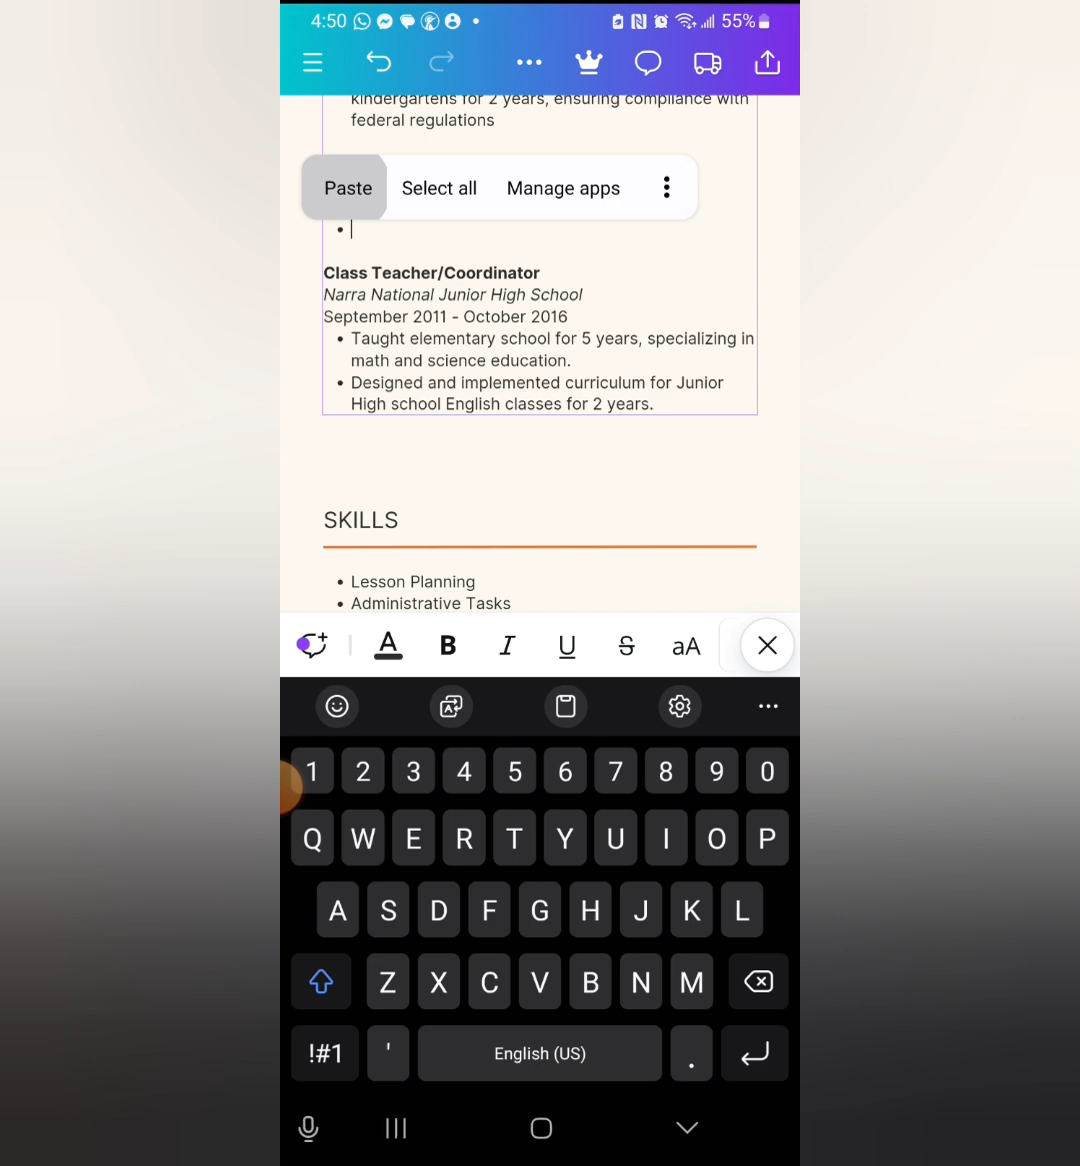 4:50 55%
kindergartens for 2 years, ensuring compliance with
federal regulations
Paste Select all Manage apps
•
Class Teacher/Coordinator
Narra National Junior High School
September 2011 - October 2016
• Taught elementary school for 5 years, specializing in
math and science education.
• Designed and implemented curriculum for Junior
High school English classes for 2 years.
SKILLS
• Lesson Planning
• Administrative Tasks
A B I U S aA
1 2 3 4 5 6 7 8 9 0
Q W E R T Y U I O P
A S D F G H J K L
Z X C V B N M
!#1 ' English (US) .